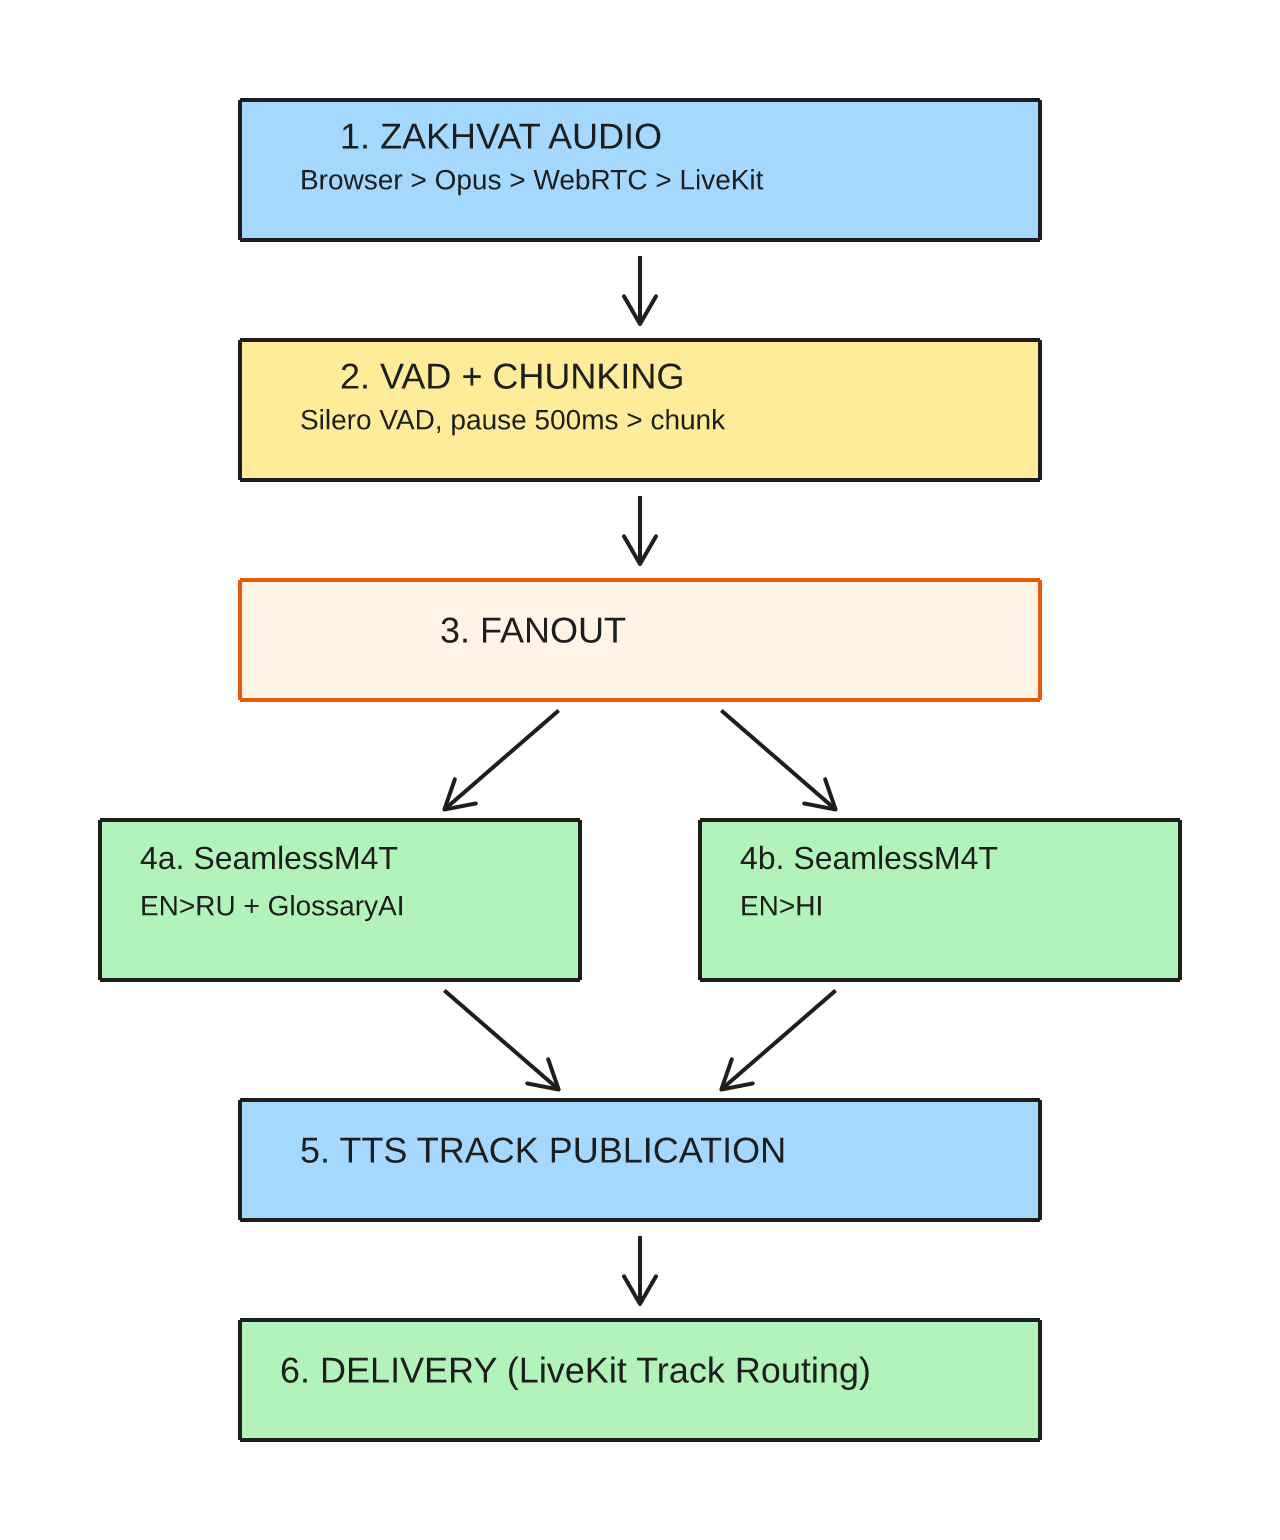 1. ZAKHVAT AUDIO
Browser > Opus > WebRTC > LiveKit
2. VAD + CHUNKING
Silero VAD, pause 500ms > chunk
3. FANOUT
4a. SeamlessM4T
EN>RU + GlossaryAI
4b. SeamlessM4T
EN>HI
5. TTS TRACK PUBLICATION
6. DELIVERY (LiveKit Track Routing)